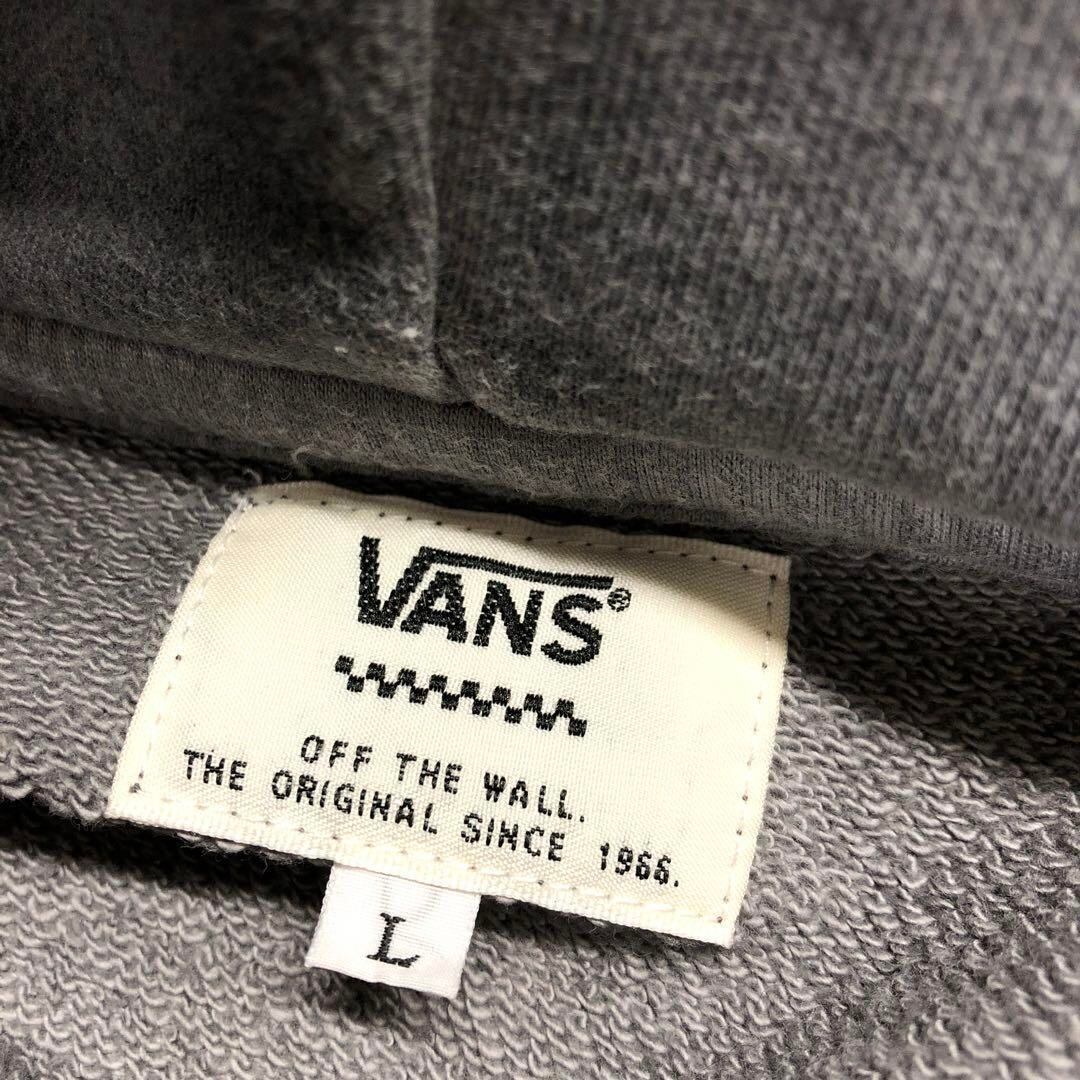 VANS®
OFF THE WALL.
THE ORIGINAL SINCE 1966.
L